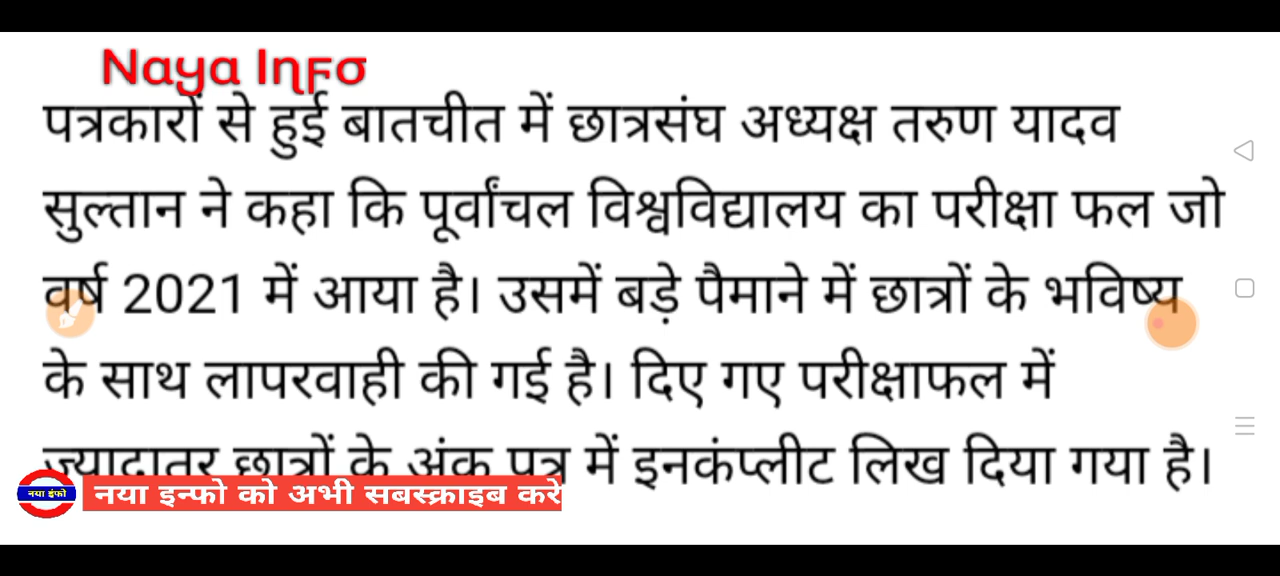 Naya Info
पत्रकारों से हुई बातचीत में छात्रसंघ अध्यक्ष तरुण यादव
सुल्तान ने कहा कि पूर्वांचल विश्वविद्यालय का परीक्षा फल जो
वर्ष 2021 में आया है। उसमें बड़े पैमाने में छात्रों के भविष्य
के साथ लापरवाही की गई है। दिए गए परीक्षाफल में
ज्यादातर छात्रों के अंक पत्र में इनकंप्लीट लिख दिया गया है।
नया इंफो
नया इन्फो को अभी सबस्क्राइब करे